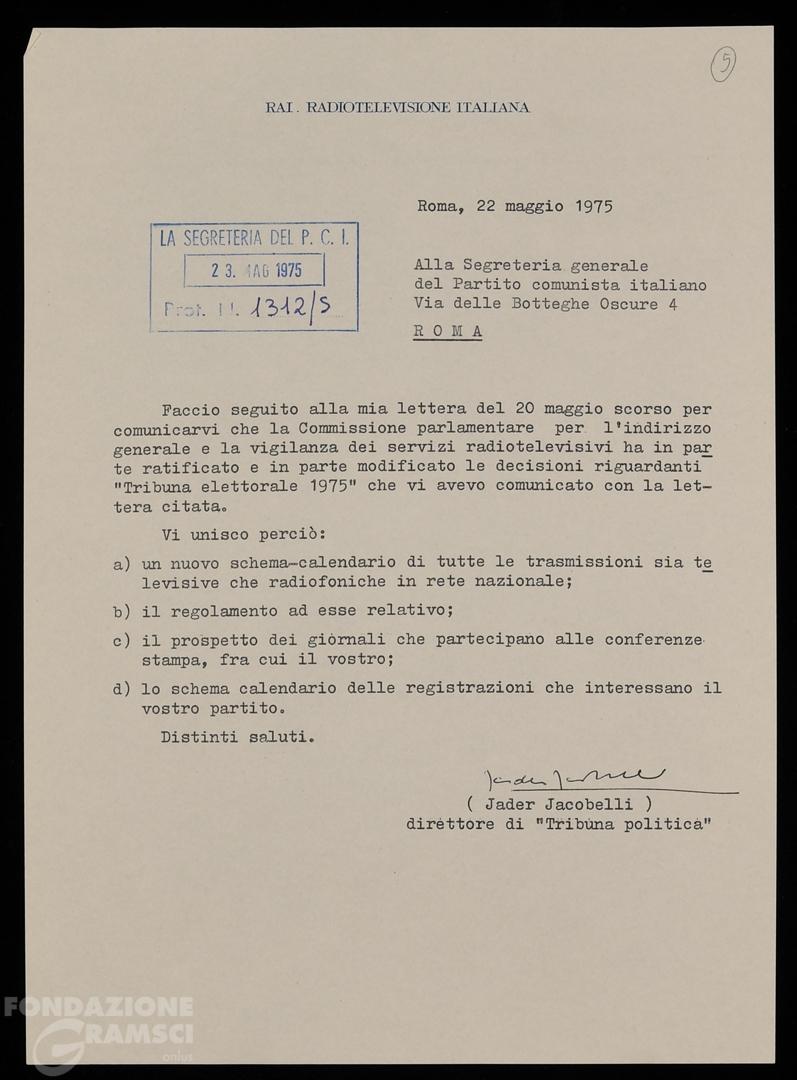 5
RAI. RADIOTELEVISIONE ITALIANA
Roma, 22 maggio 1975
LA SEGRETERIA DEL P. C. I.
23. MAG 1975
Prot. N. 1312/S
Alla Segreteria generale
del Partito comunista italiano
Via delle Botteghe Oscure 4
R O M A
Faccio seguito alla mia lettera del 20 maggio scorso per
comunicarvi che la Commissione parlamentare per l'indirizzo
generale e la vigilanza dei servizi radiotelevisivi ha in par
te ratificato e in parte modificato le decisioni riguardanti
"Tribuna elettorale 1975" che vi avevo comunicato con la let-
tera citata.
Vi unisco perciò:
a) un nuovo schema-calendario di tutte le trasmissioni sia te
levisive che radiofoniche in rete nazionale;
b) il regolamento ad esse relativo;
c) il prospetto dei giornali che partecipano alle conferenze
stampa, fra cui il vostro;
d) lo schema calendario delle registrazioni che interessano il
vostro partito.
Distinti saluti.
Jader Jacobelli
( Jader Jacobelli )
direttore di "Tribuna politica"
FONDAZIONE
GRAMSCI
onlus